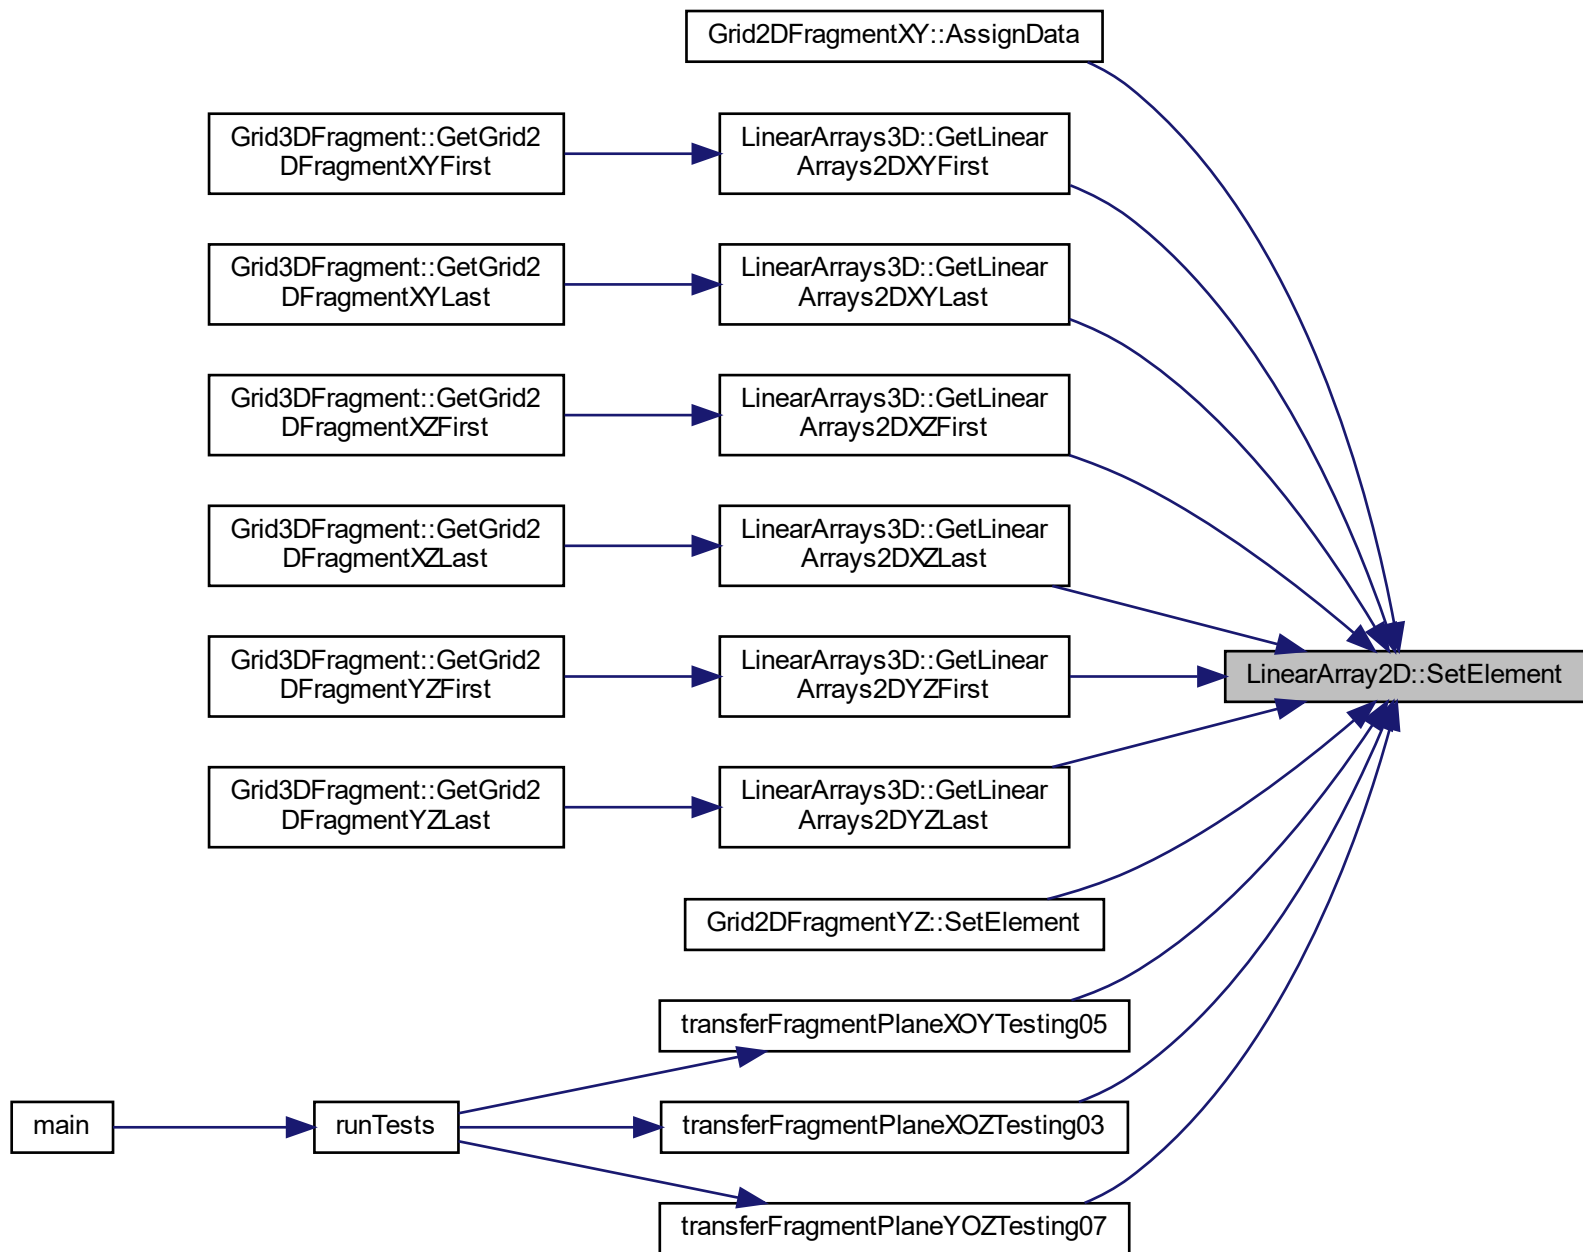 Grid2DFragmentXY::AssignData
Grid3DFragment::GetGrid2
DFragmentXYFirst
LinearArrays3D::GetLinear
Arrays2DXYFirst
Grid3DFragment::GetGrid2
DFragmentXYLast
LinearArrays3D::GetLinear
Arrays2DXYLast
Grid3DFragment::GetGrid2
DFragmentXZFirst
LinearArrays3D::GetLinear
Arrays2DXZFirst
Grid3DFragment::GetGrid2
DFragmentXZLast
LinearArrays3D::GetLinear
Arrays2DXZLast
Grid3DFragment::GetGrid2
DFragmentYZFirst
LinearArrays3D::GetLinear
Arrays2DYZFirst
LinearArray2D::SetElement
Grid3DFragment::GetGrid2
DFragmentYZLast
LinearArrays3D::GetLinear
Arrays2DYZLast
Grid2DFragmentYZ::SetElement
transferFragmentPlaneXOYTesting05
main
runTests
transferFragmentPlaneXOZTesting03
transferFragmentPlaneYOZTesting07